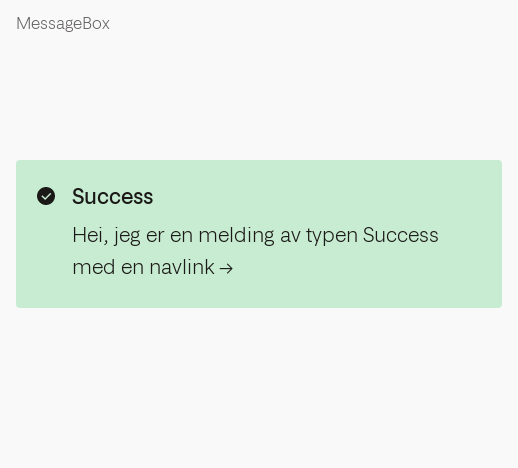 MessageBox
Success
Hei, jeg er en melding av typen Success
med en navlink →